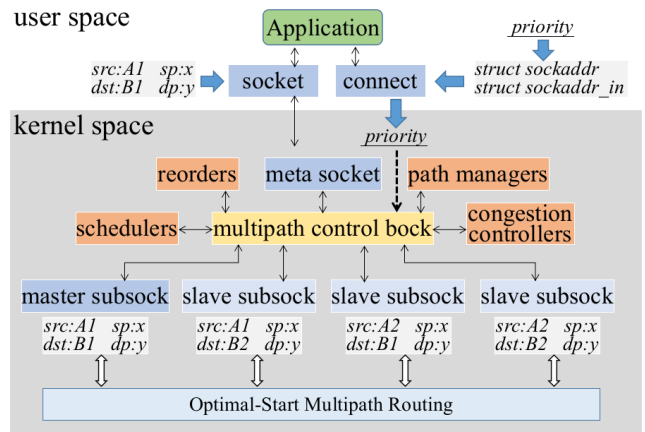 user space
Application
priority
src:A1 sp:x
dst:B1 dp:y
socket
connect
struct sockaddr
struct sockaddr_in
kernel space
priority
reorders
meta socket
path managers
schedulers
multipath control bock
congestion
controllers
master subsock
slave subsock
slave subsock
slave subsock
src:A1 sp:x
dst:B1 dp:y
src:A1 sp:x
dst:B2 dp:y
src:A2 sp:x
dst:B1 dp:y
src:A2 sp:x
dst:B2 dp:y
Optimal-Start Multipath Routing